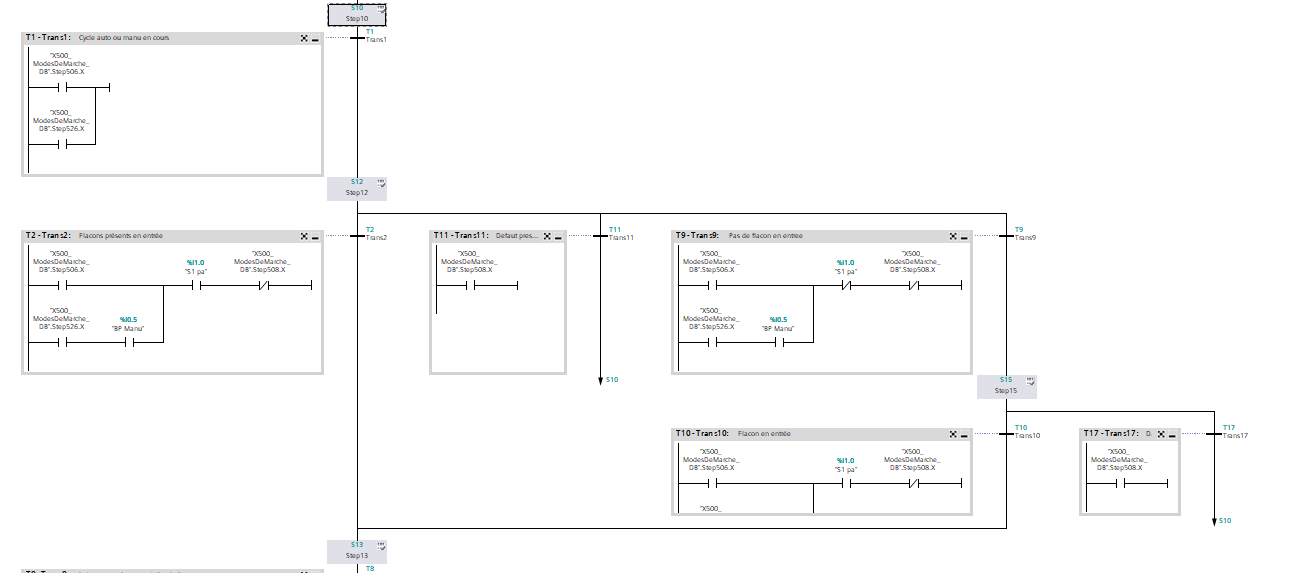 S10
Step10
T1 - Trans1: Cycle auto ou manu en cours
T1
Trans1
"X500_
ModesDeMarche_
DB".Step506.X
"X500_
ModesDeMarche_
DB".Step526.X
S12
Step12
T2 - Trans2: Flacons présents en entrée
T2
Trans2
"X500_
ModesDeMarche_
DB".Step506.X
%I1.0
"S1 pa"
"X500_
ModesDeMarche_
DB".Step508.X
"X500_
ModesDeMarche_
DB".Step526.X
%I0.5
"BP Manu"
T11 - Trans11: Defaut pres...
T11
Trans11
"X500_
ModesDeMarche_
DB".Step508.X
S10
T9 - Trans9: Pas de flacon en entree
T9
Trans9
"X500_
ModesDeMarche_
DB".Step506.X
%I1.0
"S1 pa"
"X500_
ModesDeMarche_
DB".Step508.X
"X500_
ModesDeMarche_
DB".Step526.X
%I0.5
"BP Manu"
S15
Step15
T10 - Trans10: Flacon en entrée
T10
Trans10
"X500_
ModesDeMarche_
DB".Step506.X
%I1.0
"S1 pa"
"X500_
ModesDeMarche_
DB".Step508.X
"X500_
T17 - Trans17: D.
T17
Trans17
"X500_
ModesDeMarche_
DB".Step508.X
S10
S13
Step13
T8